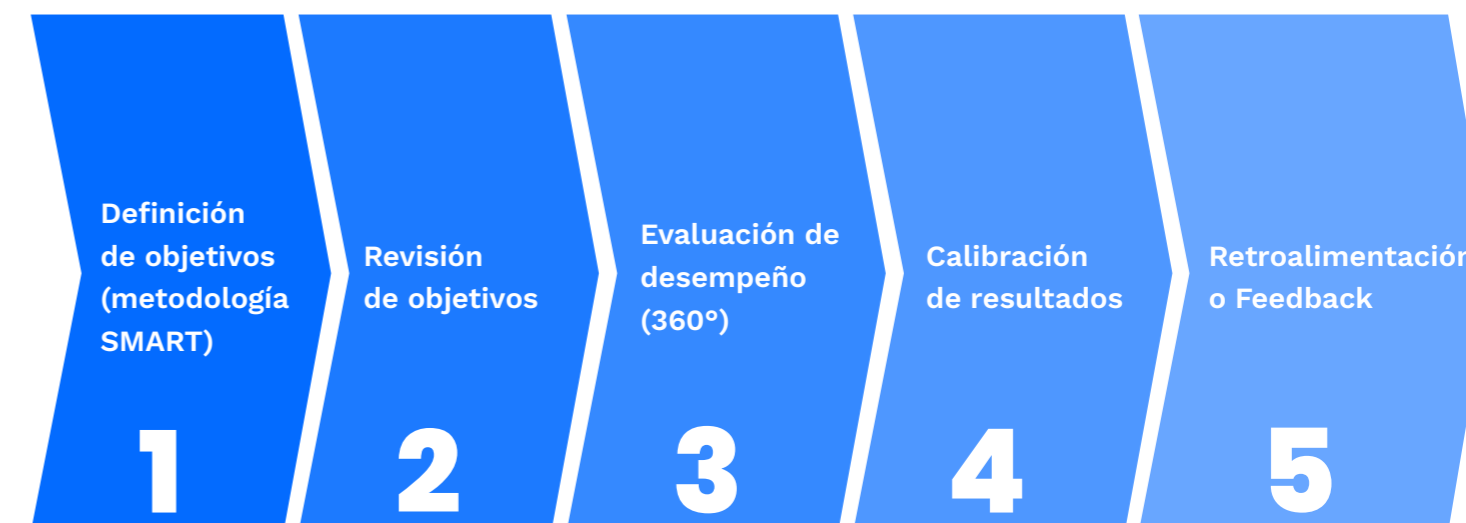 Definición
de objetivos
(metodología
SMART)
1
Revisión
de objetivos
2
Evaluación de
desempeño
(360°)
3
Calibración
de resultados
4
Retroalimentación
o Feedback
5